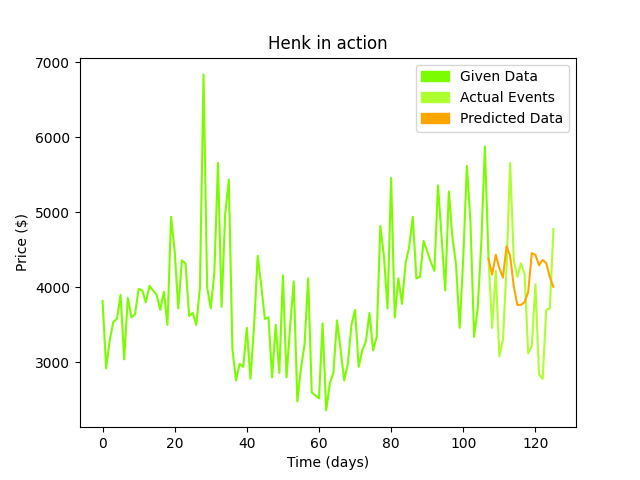 Henk in action
Given Data
Actual Events
Predicted Data
Price ($)
7000
6000
5000
4000
3000
0 20 40 60 80 100 120
Time (days)